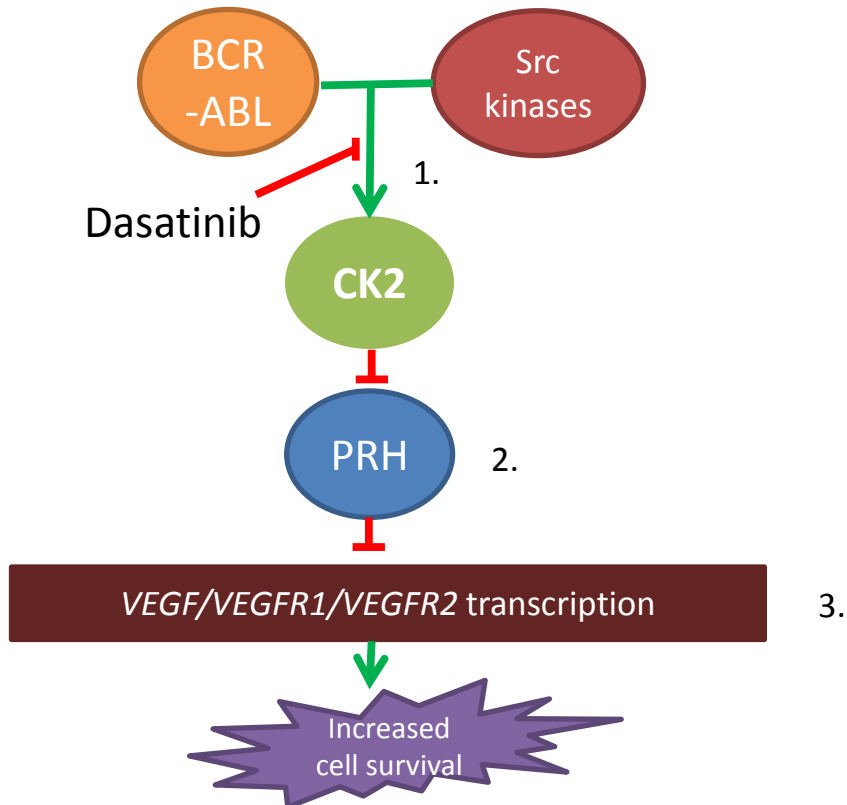 BCR
-ABL
Src
kinases
1.
Dasatinib
CK2
PRH
2.
VEGF/VEGFR1/VEGFR2 transcription
3.
Increased
cell survival